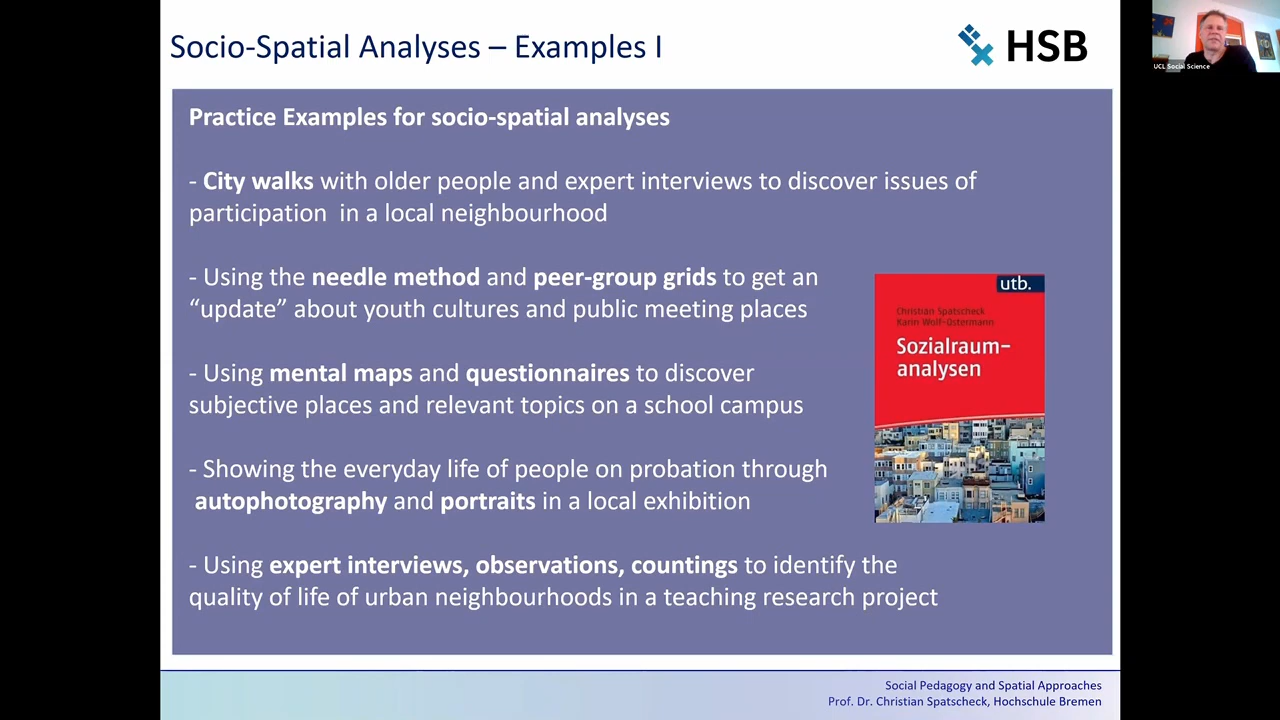 Socio-Spatial Analyses – Examples I
HSB
UCL Social Science
Practice Examples for socio-spatial analyses
- City walks with older people and expert interviews to discover issues of
participation in a local neighbourhood
- Using the needle method and peer-group grids to get an
“update” about youth cultures and public meeting places
- Using mental maps and questionnaires to discover
subjective places and relevant topics on a school campus
- Showing the everyday life of people on probation through
autophotography and portraits in a local exhibition
- Using expert interviews, observations, countings to identify the
quality of life of urban neighbourhoods in a teaching research project
utb.
Christian Spatscheck
Karin Wolf-Ostermann
Sozialraum-
analysen
Social Pedagogy and Spatial Approaches
Prof. Dr. Christian Spatscheck, Hochschule Bremen